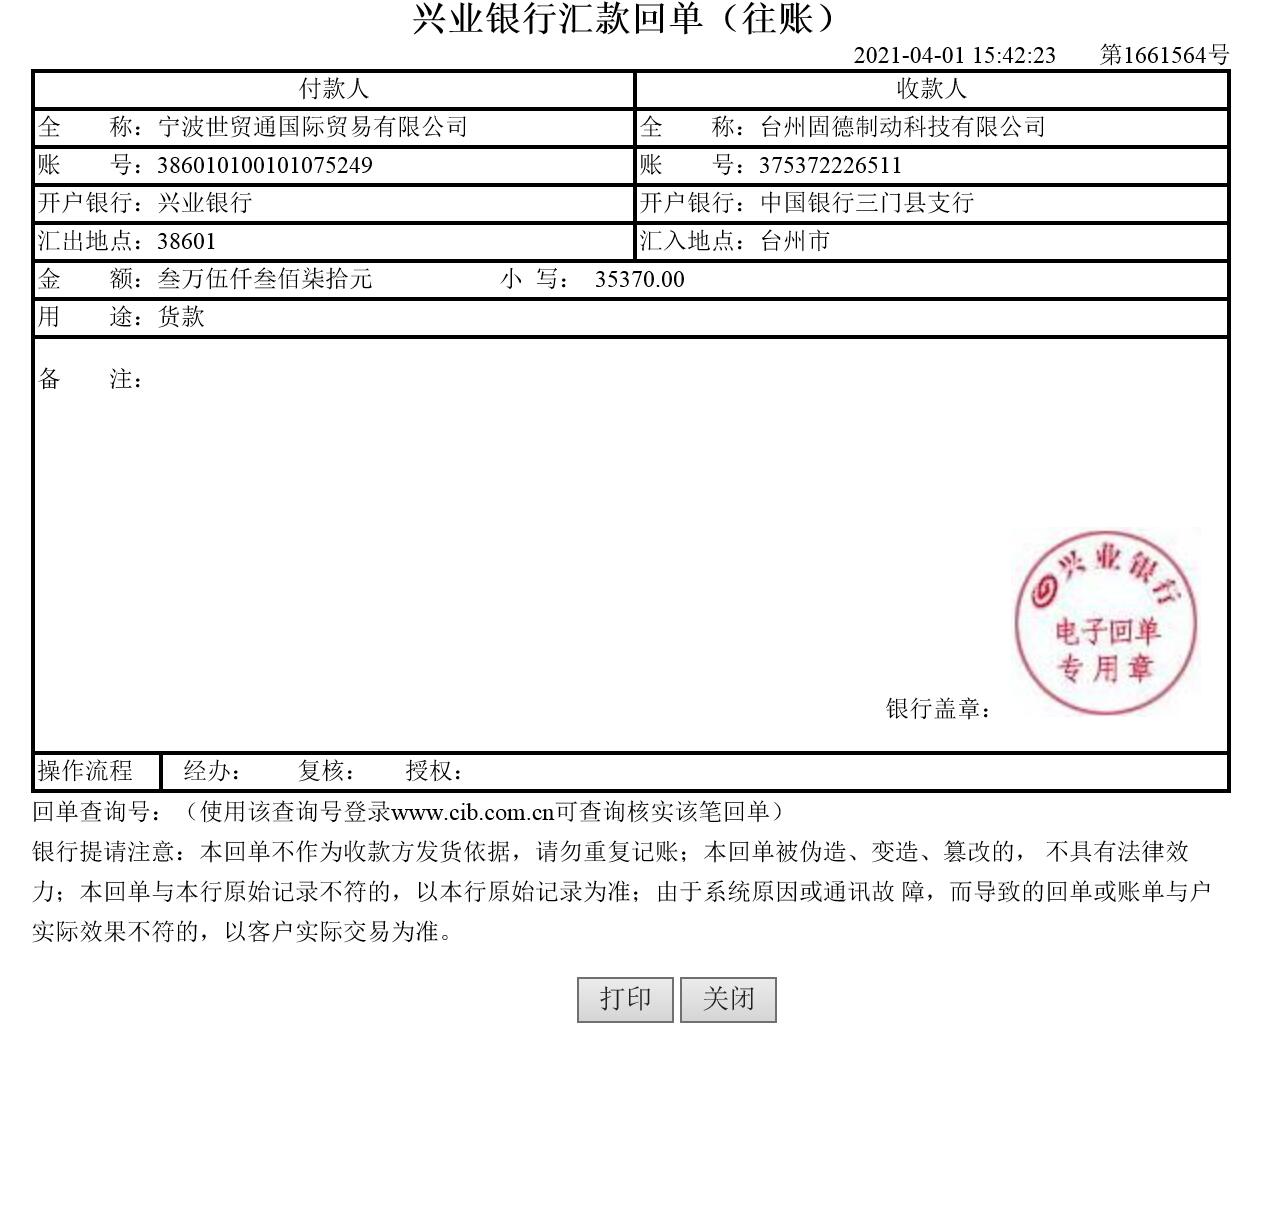 兴业银行汇款回单（往账）
2021-04-01 15:42:23 第1661564号
付款人 收款人
全 称：宁波世贸通国际贸易有限公司 全 称：台州固德制动科技有限公司
账 号：386010100101075249 账 号：375372226511
开户银行：兴业银行 开户银行：中国银行三门县支行
汇出地点：38601 汇入地点：台州市
金 额：叁万伍仟叁佰柒拾元 小 写： 35370.00
用 途：货款
备 注：
兴业银行
电子回单
专用章
银行盖章：
操作流程 经办： 复核： 授权：
回单查询号：（使用该查询号登录www.cib.com.cn可查询核实该笔回单）
银行提请注意：本回单不作为收款方发货依据，请勿重复记账；本回单被伪造、变造、篡改的， 不具有法律效
力；本回单与本行原始记录不符的，以本行原始记录为准；由于系统原因或通讯故 障，而导致的回单或账单与户
实际效果不符的，以客户实际交易为准。
打印 关闭